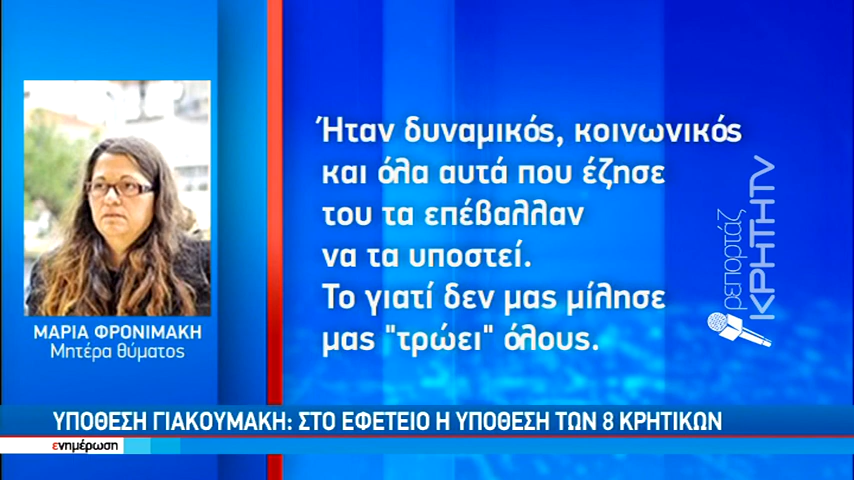 Ήταν δυναμικός, κοινωνικός
και όλα αυτά που έζησε
του τα επέβαλλαν
να τα υποστεί.
Το γιατί δεν μας μίλησε
μας "τρώει" όλους.
ρεπορτάζ
ΚΡΗΤΗTV
ΜΑΡΙΑ ΦΡΟΝΙΜΑΚΗ
Μητέρα θύματος
ΥΠΟΘΕΣΗ ΓΙΑΚΟΥΜΑΚΗ: ΣΤΟ ΕΦΕΤΕΙΟ Η ΥΠΟΘΕΣΗ ΤΩΝ 8 ΚΡΗΤΙΚΩΝ
ενημέρωση